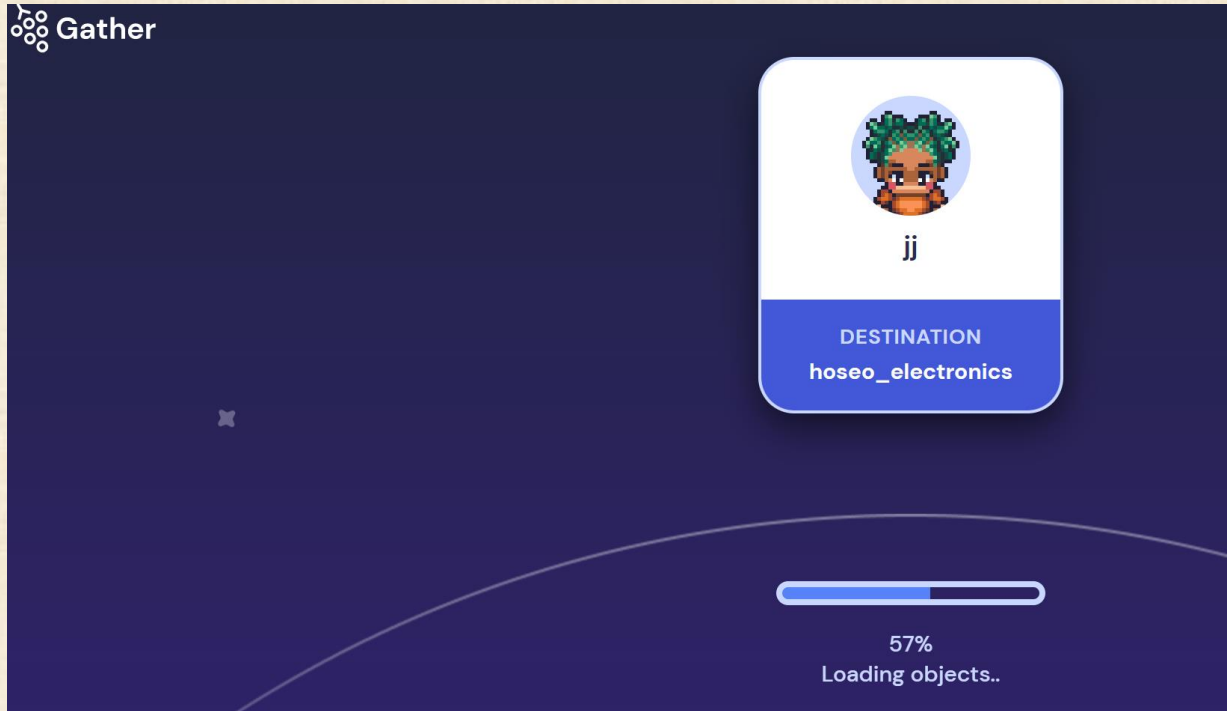 Gather
jj
DESTINATION
hoseo_electronics
57%
Loading objects..